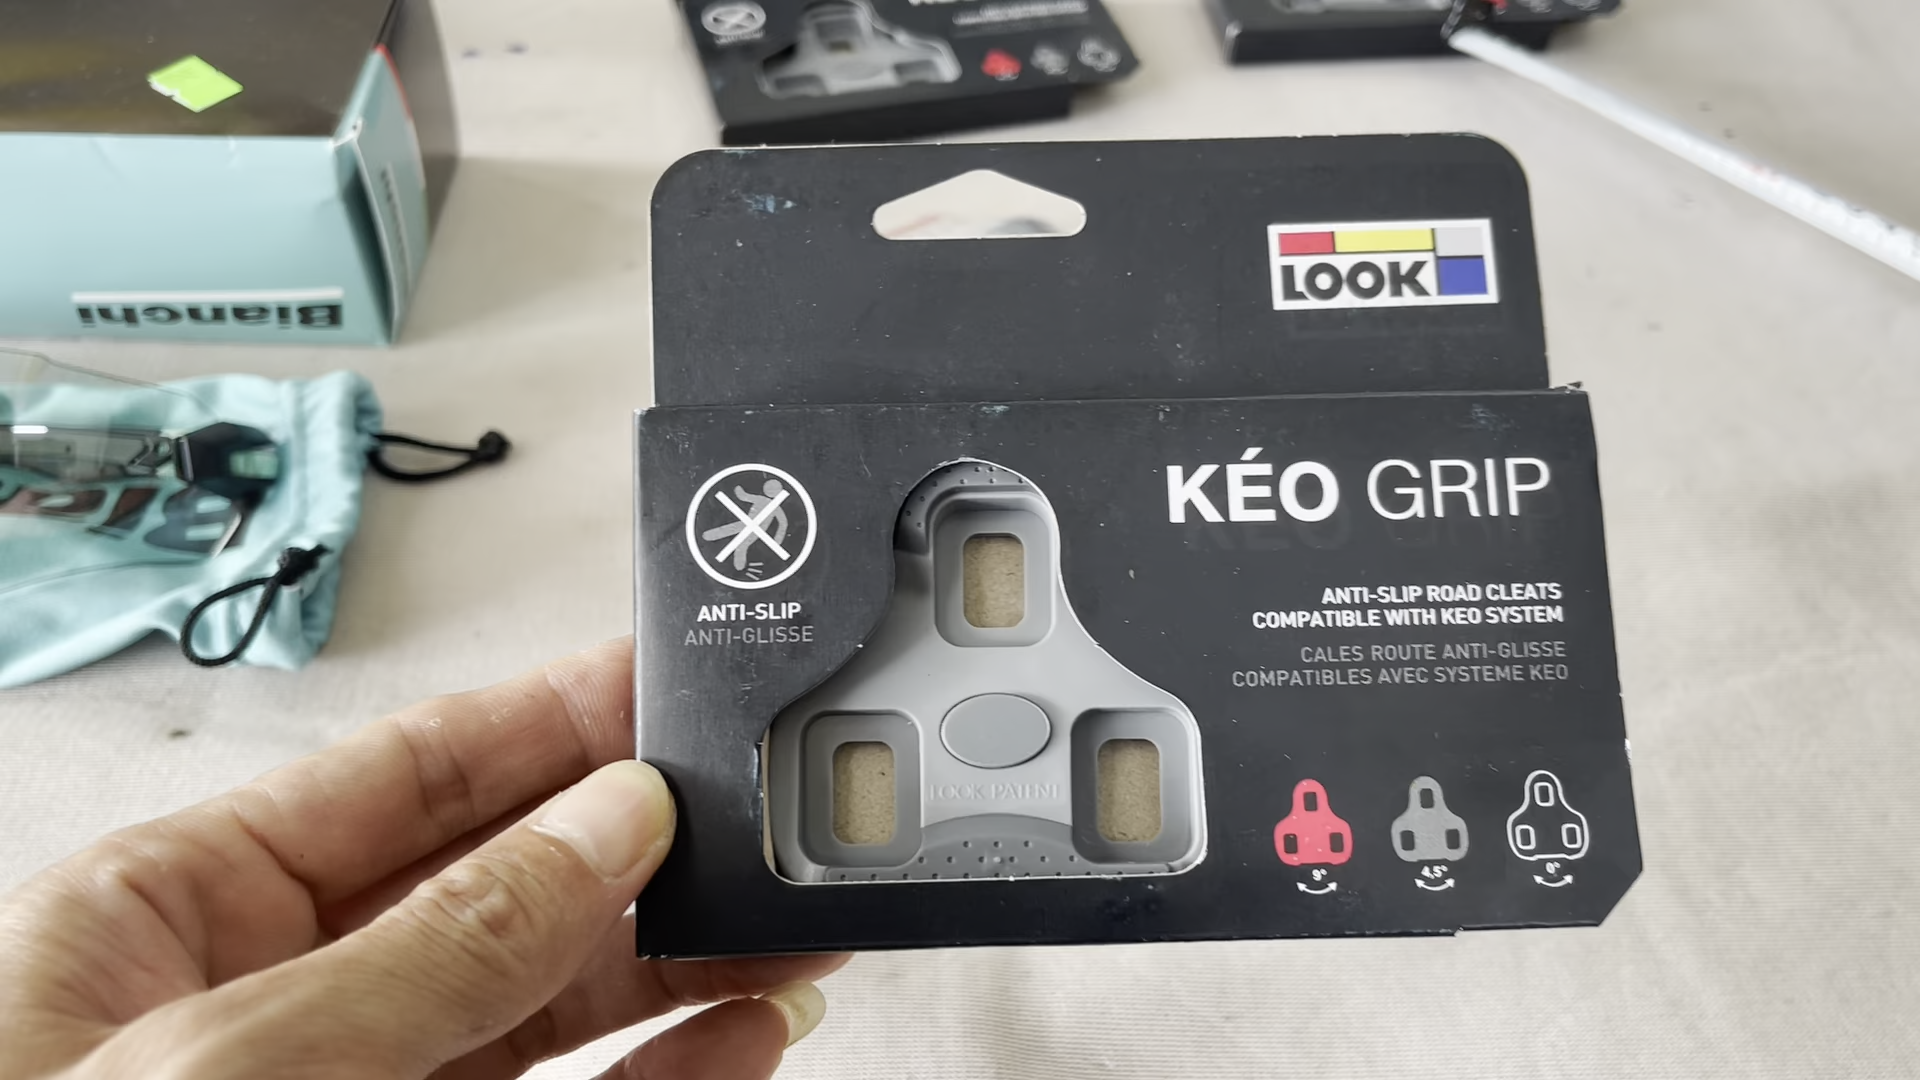 Bianchi
LOOK
KÉO GRIP
ANTI-SLIP
ANTI-GLISSE
ANTI-SLIP ROAD CLEATS
COMPATIBLE WITH KEO SYSTEM
CALES ROUTE ANTI-GLISSE
COMPATIBLES AVEC SYSTEME KEO
LOOK PATENT
9° 4,5° 0°